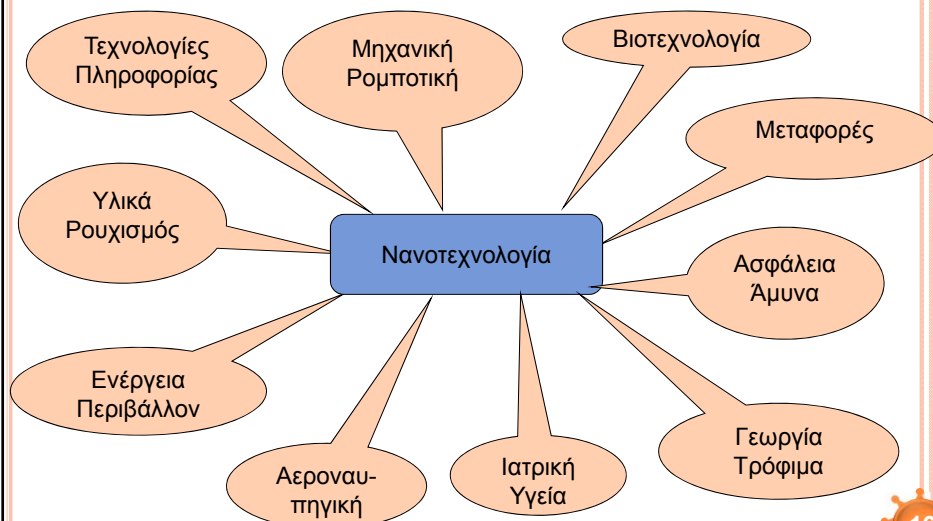 Τεχνολογίες
Πληροφορίας
Μηχανική
Ρομποτική
Βιοτεχνολογία
Μεταφορές
Υλικά
Ρουχισμός
Νανοτεχνολογία
Ασφάλεια
Άμυνα
Ενέργεια
Περιβάλλον
Αεροναυ-
πηγική
Ιατρική
Υγεία
Γεωργία
Τρόφιμα